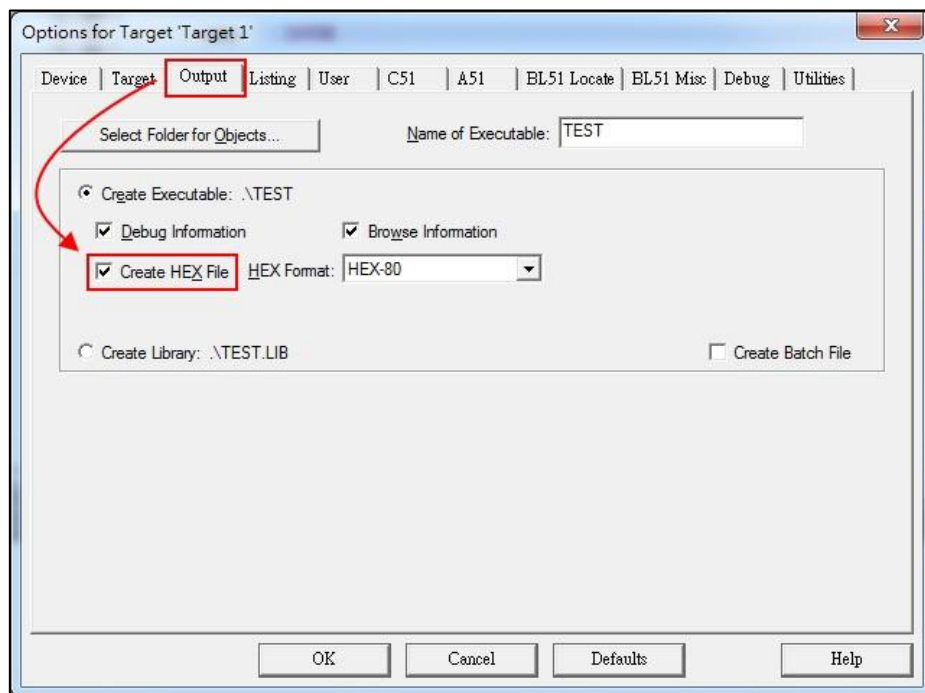 Options for Target 'Target 1'
Device Target Output Listing User C51 A51 BL51 Locate BL51 Misc Debug Utilities
Select Folder for Objects... Name of Executable: TEST
Create Executable: .\TEST
Debug Information Browse Information
Create HEX File HEX Format: HEX-80
Create Library: .\TEST.LIB Create Batch File
OK Cancel Defaults Help